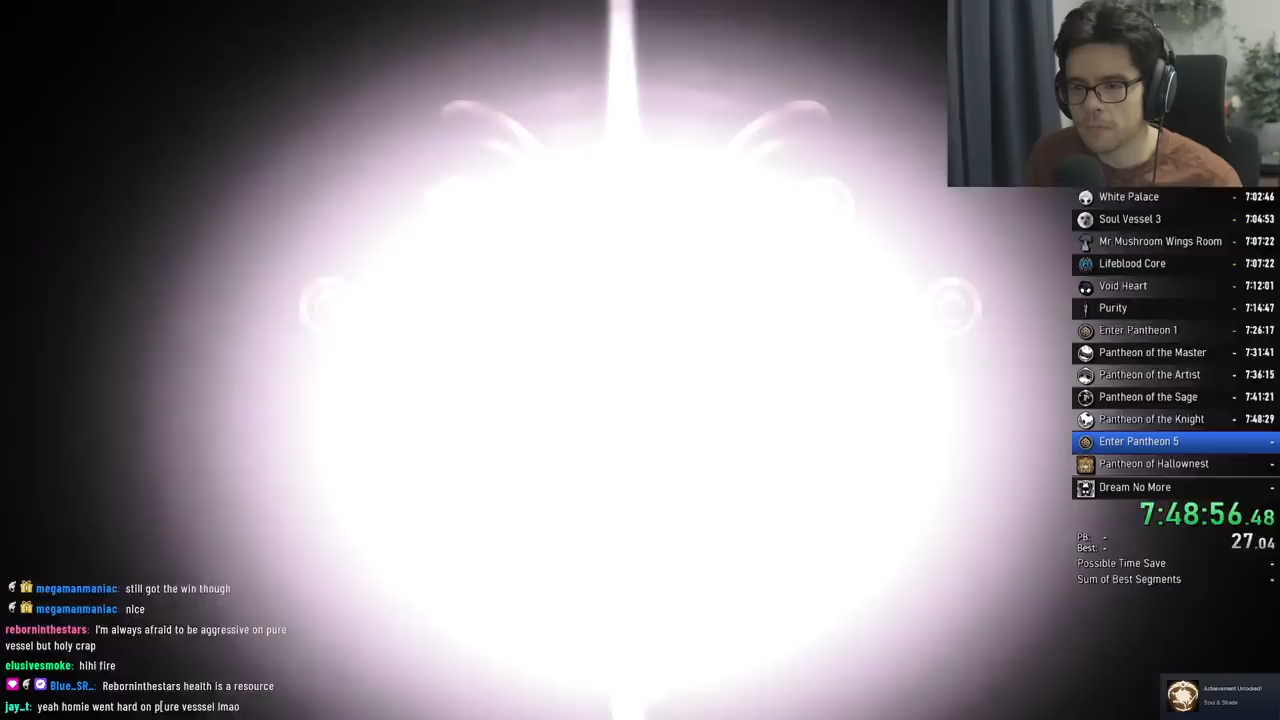 White Palace - 7:02:46
Soul Vessel 3 - 7:04:53
Mr Mushroom Wings Room - 7:07:22
Lifeblood Core - 7:07:22
Void Heart - 7:12:01
Purity - 7:14:47
Enter Pantheon 1 - 7:26:17
Pantheon of the Master - 7:31:41
Pantheon of the Artist - 7:36:15
Pantheon of the Sage - 7:41:21
Pantheon of the Knight - 7:48:29
Enter Pantheon 5 -
Pantheon of Hallownest -
Dream No More -
7:48:56.48
PB: - 27.04
Best: -
Possible Time Save -
Sum of Best Segments -
megamanmaniac: still got the win though
megamanmaniac: nice
reborninthestars: I'm always afraid to be aggressive on pure
vessel but holy crap
elusivesmoke: hihi fire
Blue_SR_: Reborninthestars health is a resource
jay_t: yeah homie went hard on p[ure vesssel lmao
Achievement Unlocked!
Soul & Shade